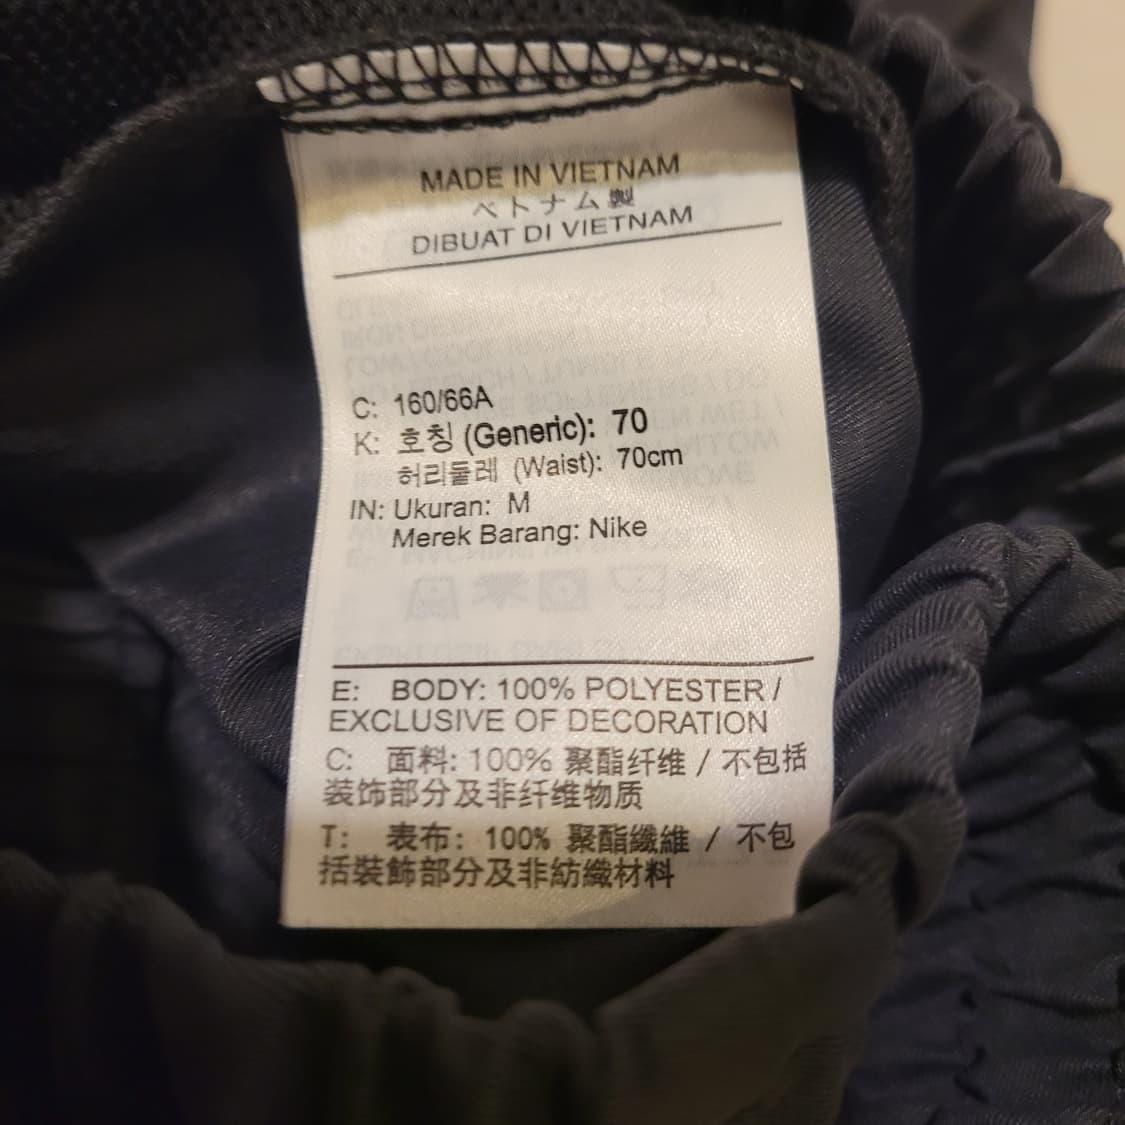 MADE IN VIETNAM
ベトナム製
DIBUAT DI VIETNAM
C: 160/66A
K: 호칭 (Generic): 70
허리둘레 (Waist): 70cm
IN: Ukuran: M
Merek Barang: Nike
E: BODY: 100% POLYESTER /
EXCLUSIVE OF DECORATION
C: 面料: 100% 聚酯纤维 / 不包括
装饰部分及非纤维物质
T: 表布: 100% 聚酯纖維 / 不包
括裝飾部分及非紡織材料